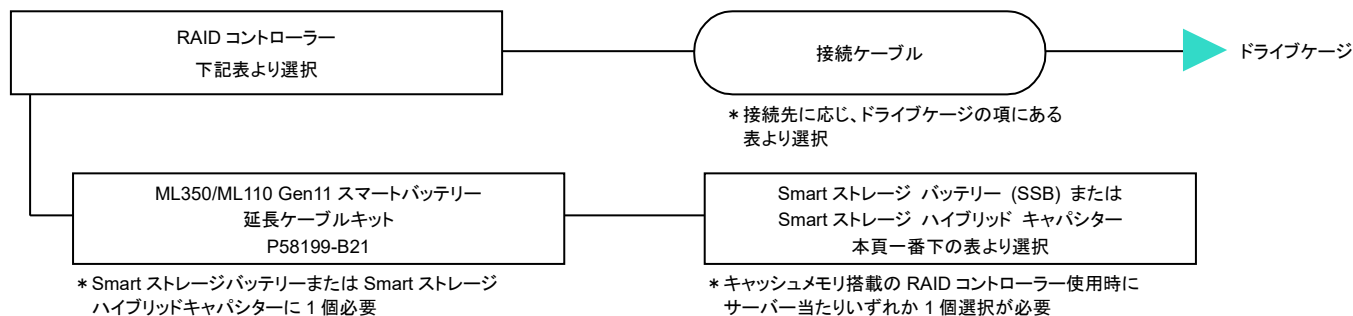 RAID コントローラー
下記表より選択
接続ケーブル
ドライブケージ
* 接続先に応じ、ドライブケージの項にある
表より選択
ML350/ML110 Gen11 スマートバッテリー
延長ケーブルキット
P58199-B21
Smart ストレージ バッテリー (SSB) または
Smart ストレージ ハイブリッド キャパシター
本頁一番下の表より選択
* Smart ストレージバッテリーまたは Smart ストレージ
ハイブリッドキャパシターに 1 個必要
* キャッシュメモリ搭載の RAID コントローラー使用時に
サーバー当たりいずれか 1 個選択が必要